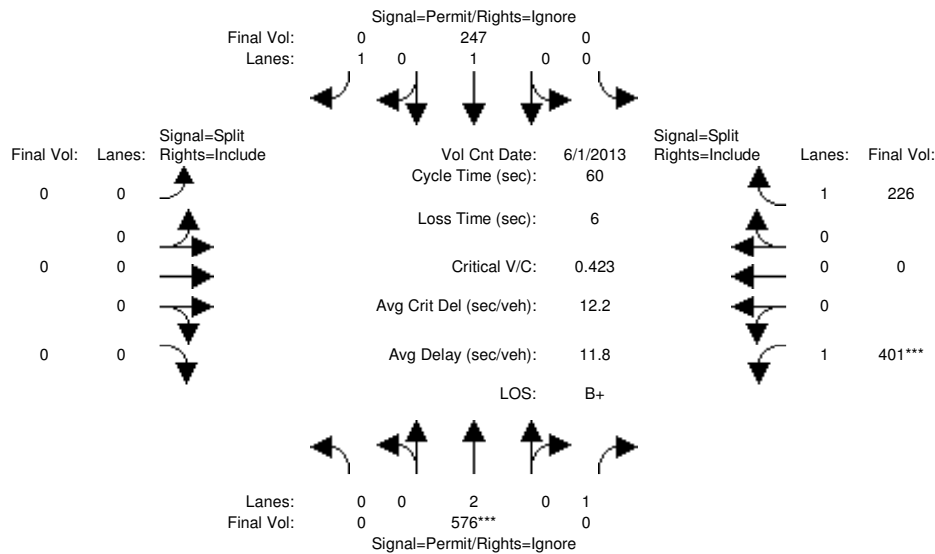 Signal=Permit/Rights=Ignore
Final Vol: 0 247 0
Lanes: 1 0 1 0 0
Signal=Split Signal=Split
Final Vol: Lanes: Rights=Include Vol Cnt Date: 6/1/2013 Rights=Include Lanes: Final Vol:
Cycle Time (sec): 60
0 0 1 226
Loss Time (sec): 6
0 0
0 0 Critical V/C: 0.423 0 0
0 Avg Crit Del (sec/veh): 12.2 0
0 0 Avg Delay (sec/veh): 11.8 1 401***
LOS: B+
Lanes: 0 0 2 0 1
Final Vol: 0 576*** 0
Signal=Permit/Rights=Ignore